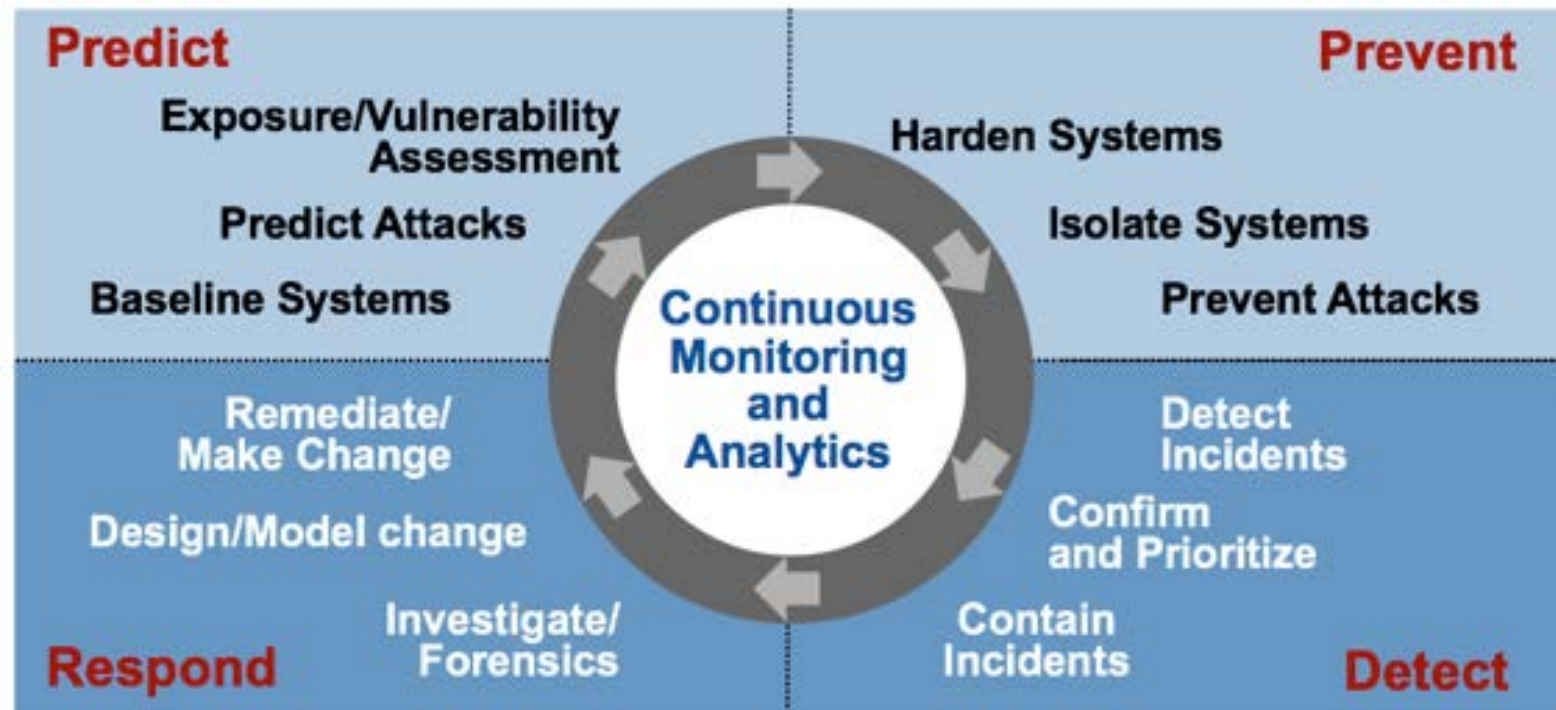 Predict
Exposure/Vulnerability
Assessment
Predict Attacks
Baseline Systems
Prevent
Harden Systems
Isolate Systems
Prevent Attacks
Continuous
Monitoring
and
Analytics
Remediate/
Make Change
Design/Model change
Investigate/
Forensics
Respond
Detect
Incidents
Confirm
and Prioritize
Contain
Incidents
Detect